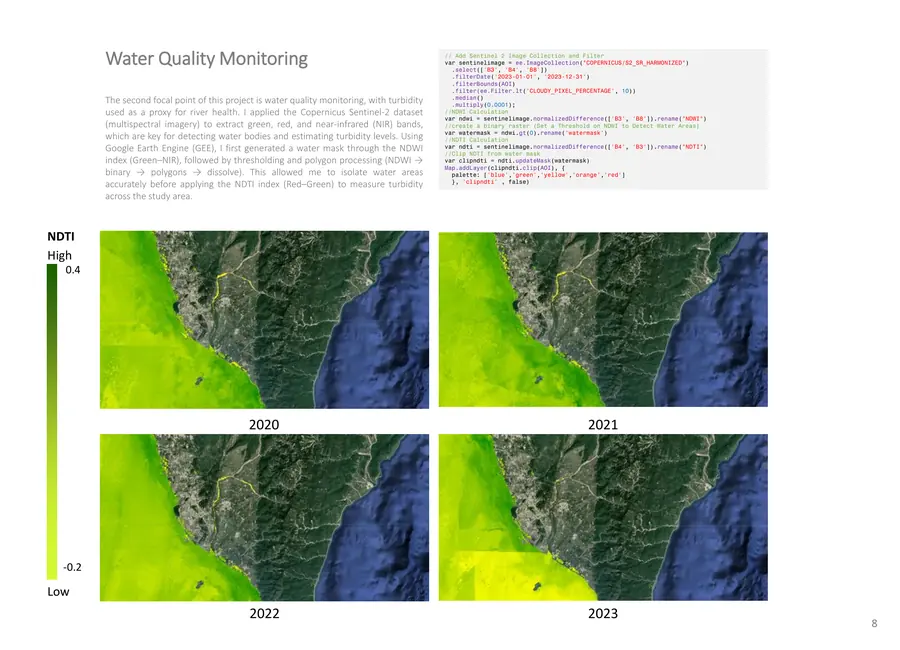 Water Quality Monitoring
The second focal point of this project is water quality monitoring, with turbidity
used as a proxy for river health. I applied the Copernicus Sentinel-2 dataset
(multispectral imagery) to extract green, red, and near-infrared (NIR) bands,
which are key for detecting water bodies and estimating turbidity levels. Using
Google Earth Engine (GEE), I first generated a water mask through the NDWI
index (Green–NIR), followed by thresholding and polygon processing (NDWI →
binary → polygons → dissolve). This allowed me to isolate water areas
accurately before applying the NDTI index (Red–Green) to measure turbidity
across the study area.
// Add Sentinel 2 Image Collection and Filter
var sentinelimage = ee.ImageCollection("COPERNICUS/S2_SR_HARMONIZED")
.select(['B3', 'B4', 'B8'])
.filterDate('2023-01-01', '2023-12-31')
.filterBounds(AOI)
.filter(ee.Filter.lt('CLOUDY_PIXEL_PERCENTAGE', 10))
.median()
.multiply(0.0001);
//NDWI Calculation
var ndwi = sentinelimage.normalizedDifference(['B3', 'B8']).rename("NDWI")
//create a binary raster (Set a Threshold on NDWI to Detect Water Areas)
var watermask = ndwi.gt(0).rename('watermask')
//NDTI Calculation
var ndti = sentinelimage.normalizedDifference(['B4', 'B3']).rename("NDTI")
//Clip NDTI from water mask
var clipndti = ndti.updateMask(watermask)
Map.addLayer(clipndti.clip(AOI), {
palette: ['blue','green','yellow','orange','red']
}, 'clipndti' , false)
NDTI
High
0.4
-0.2
Low
2020
2021
2022
2023
8